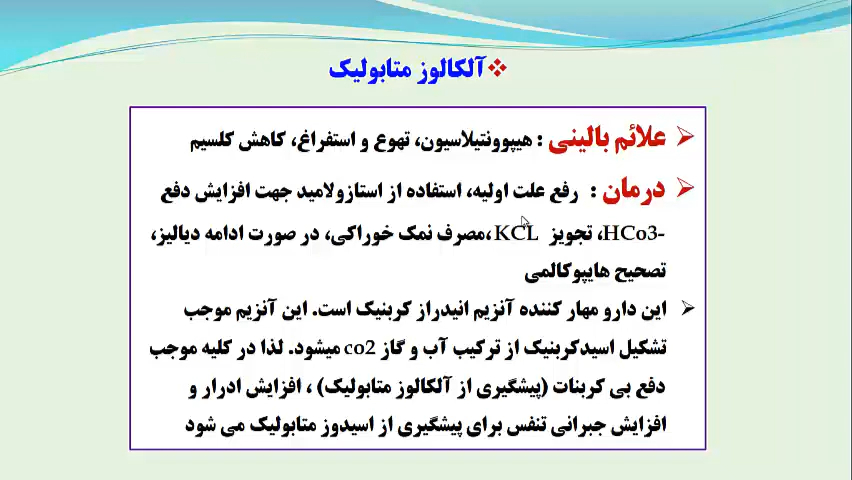 ❖آلکالوز متابولیک
➢ علائم بالینی : هیپوونتیلاسیون، تهوع و استفراغ، کاهش کلسیم
➢ درمان : رفع علت اولیه، استفاده از استازولامید جهت افزایش دفع
HCo3-، تجویز KCL ،مصرف نمک خوراکی، در صورت ادامه دیالیز،
تصحیح هایپوکالمی
➢ این دارو مهار کننده آنزیم انیدراز کربنیک است. این آنزیم موجب
تشکیل اسیدکربنیک از ترکیب آب و گاز co2 میشود. لذا در کلیه موجب
دفع بی کربنات (پیشگیری از آلکالوز متابولیک) ، افزایش ادرار و
افزایش جبرانی تنفس برای پیشگیری از اسیدوز متابولیک می شود